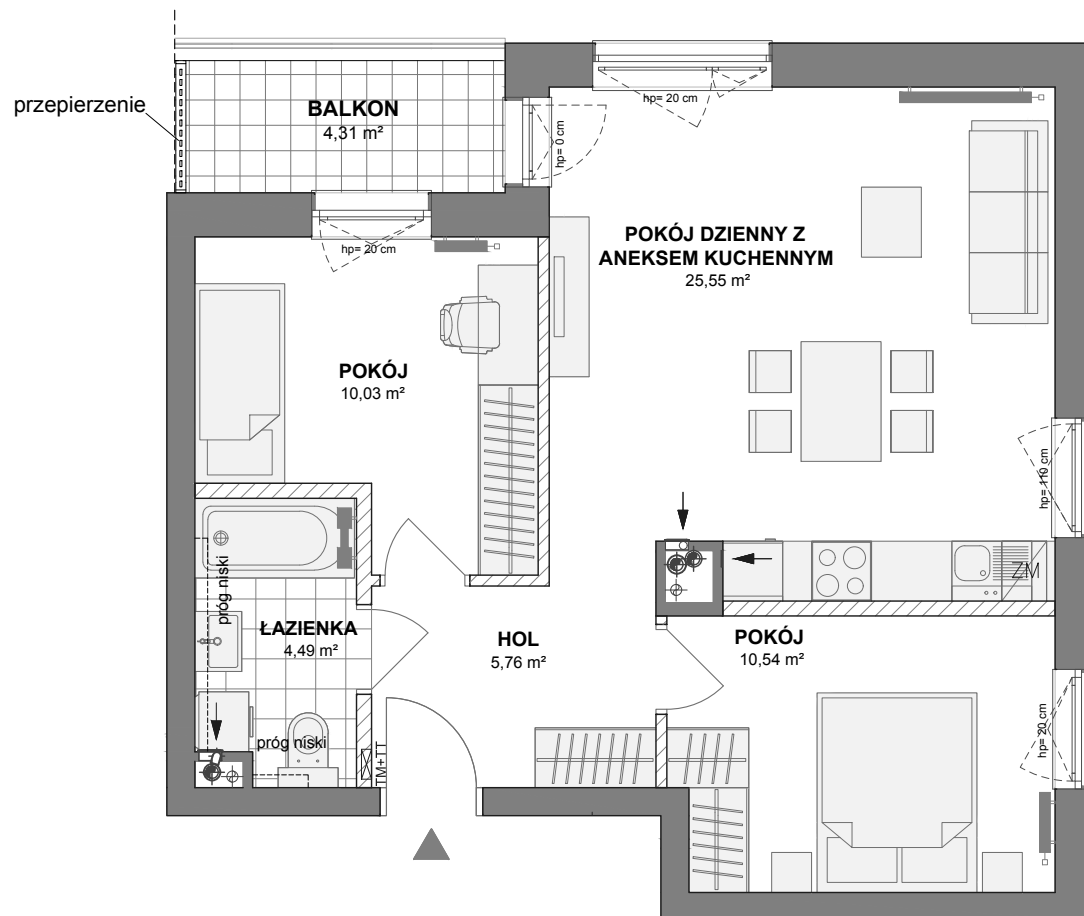 przepierzenie
BALKON
4,31 m²
hp= 0 cm
hp= 20 cm
POKÓJ DZIENNY Z
ANEKSEM KUCHENNYM
25,55 m²
hp= 20 cm
POKÓJ
10,03 m²
hp= 110 cm
próg niski
ŁAZIENKA
4,49 m²
HOL
5,76 m²
ZM
POKÓJ
10,54 m²
hp= 20 cm
próg niski
TM+TT